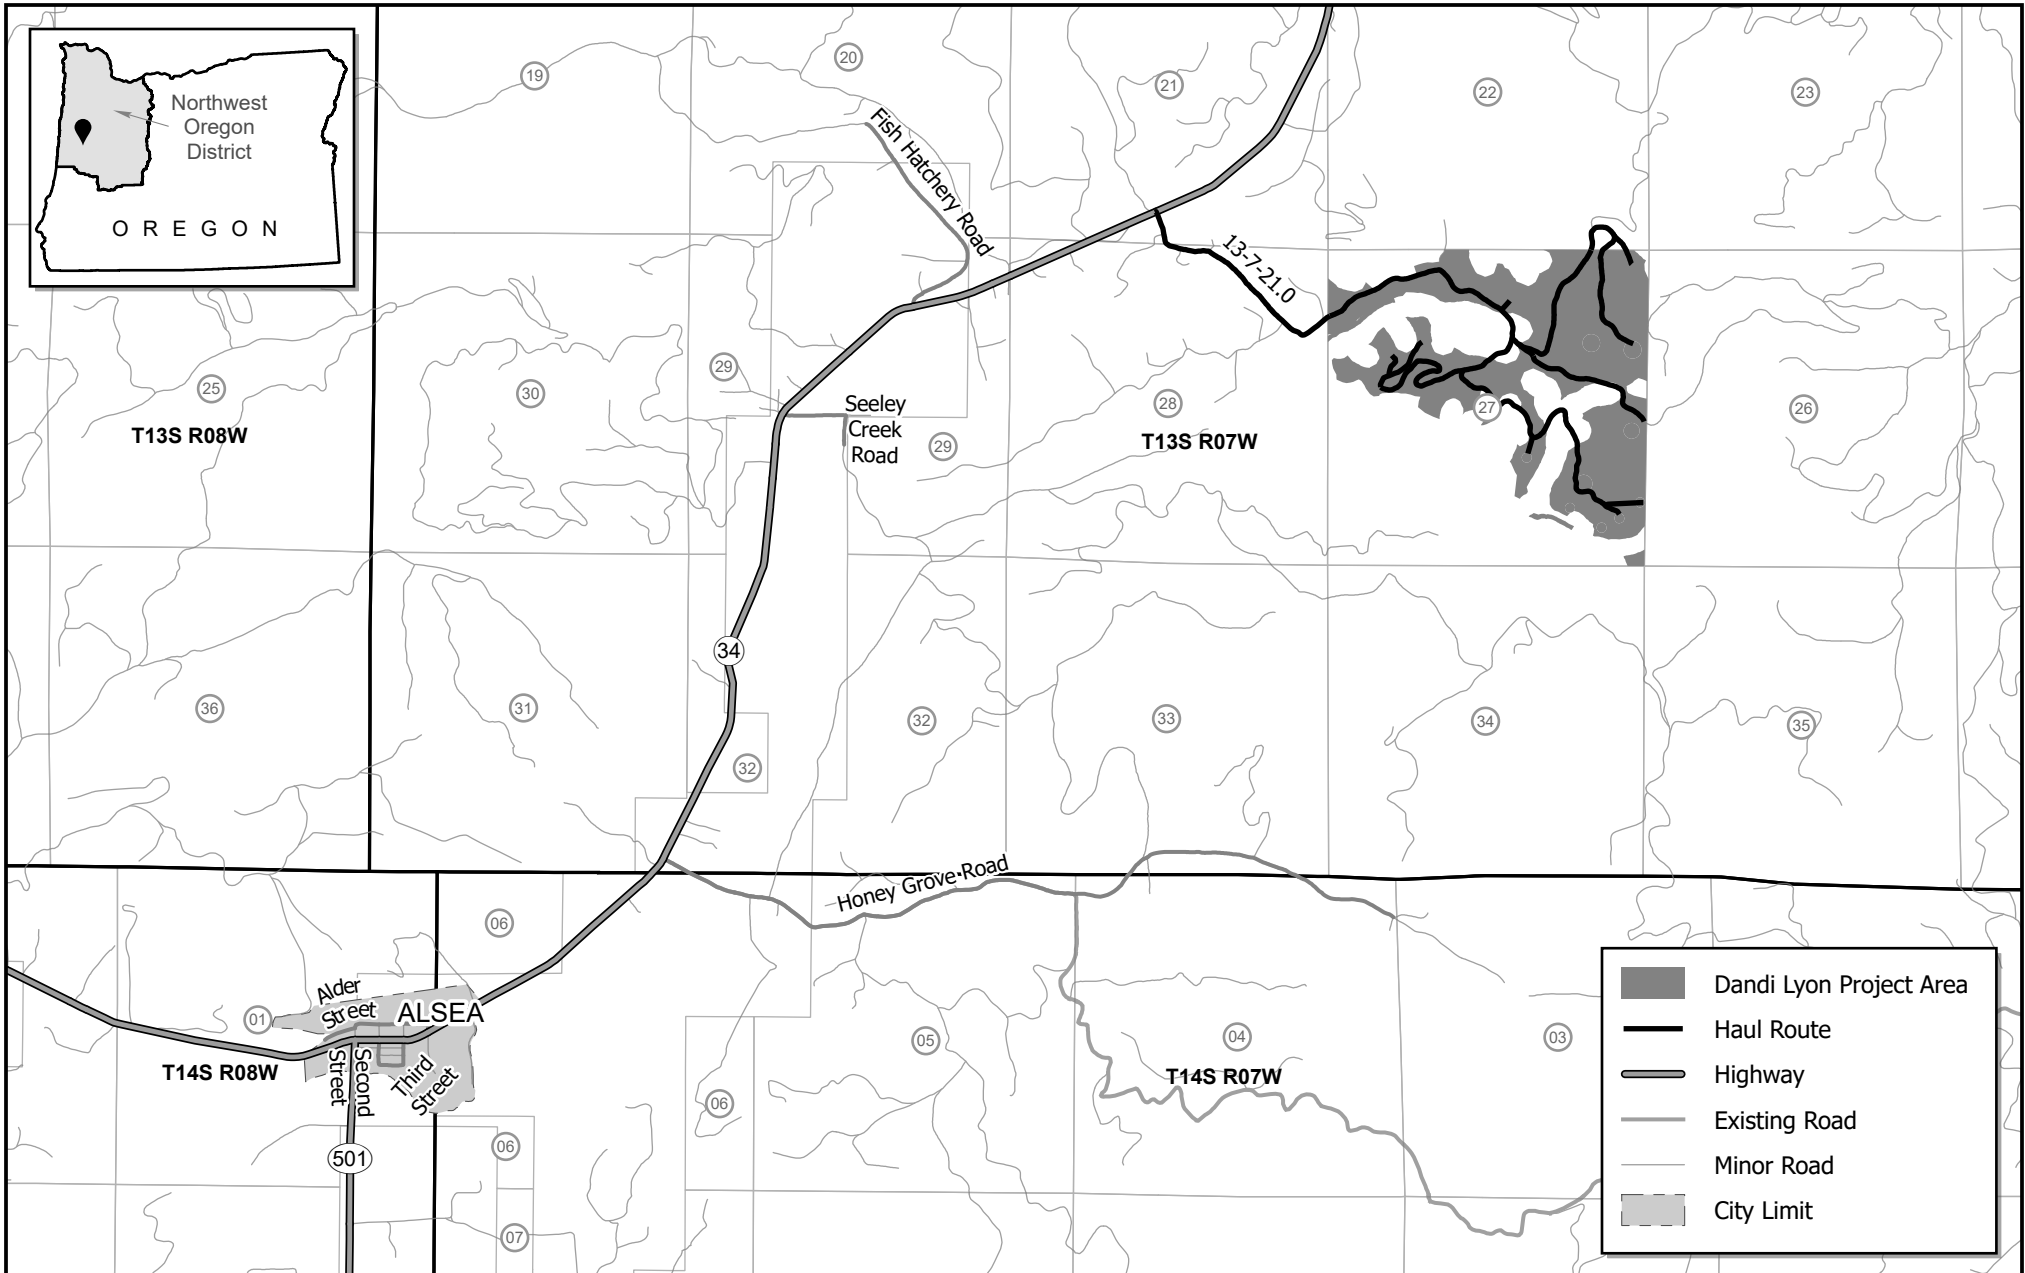 Northwest
Oregon
District
OREGON
19
20
21
22
23
Fish Hatchery Road
13-7-21.0
25
30
29
28
27
26
T13S R08W
Seeley
Creek
Road
29
T13S R07W
34
36
31
32
33
34
35
32
Honey Grove Road
06
Alder
Street
ALSEA
01
T14S R08W
Second
Street
Third
Street
05
04
03
T14S R07W
06
06
501
07
Dandi Lyon Project Area
Haul Route
Highway
Existing Road
Minor Road
City Limit